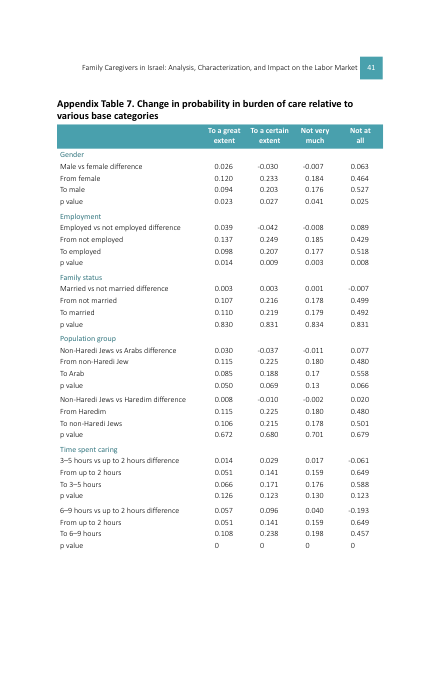 Family Caregivers in Israel: Analysis, Characterization, and Impact on the Labor Market 41
Appendix Table 7. Change in probability in burden of care relative to
various base categories
To a great extent To a certain extent Not very much Not at all
Gender
Male vs female difference 0.026 -0.030 -0.007 0.063
From female 0.120 0.233 0.184 0.464
To male 0.094 0.203 0.176 0.527
p value 0.023 0.027 0.041 0.025
Employment
Employed vs not employed difference 0.039 -0.042 -0.008 0.089
From not employed 0.137 0.249 0.185 0.429
To employed 0.098 0.207 0.177 0.518
p value 0.014 0.009 0.003 0.008
Family status
Married vs not married difference 0.003 0.003 0.001 -0.007
From not married 0.107 0.216 0.178 0.499
To married 0.110 0.219 0.179 0.492
p value 0.830 0.831 0.834 0.831
Population group
Non-Haredi Jews vs Arabs difference 0.030 -0.037 -0.011 0.077
From non-Haredi Jew 0.115 0.225 0.180 0.480
To Arab 0.085 0.188 0.17 0.558
p value 0.050 0.069 0.13 0.066
Non-Haredi Jews vs Haredim difference 0.008 -0.010 -0.002 0.020
From Haredim 0.115 0.225 0.180 0.480
To non-Haredi Jews 0.106 0.215 0.178 0.501
p value 0.672 0.680 0.701 0.679
Time spent caring
3–5 hours vs up to 2 hours difference 0.014 0.029 0.017 -0.061
From up to 2 hours 0.051 0.141 0.159 0.649
To 3–5 hours 0.066 0.171 0.176 0.588
p value 0.126 0.123 0.130 0.123
6–9 hours vs up to 2 hours difference 0.057 0.096 0.040 -0.193
From up to 2 hours 0.051 0.141 0.159 0.649
To 6–9 hours 0.108 0.238 0.198 0.457
p value 0 0 0 0